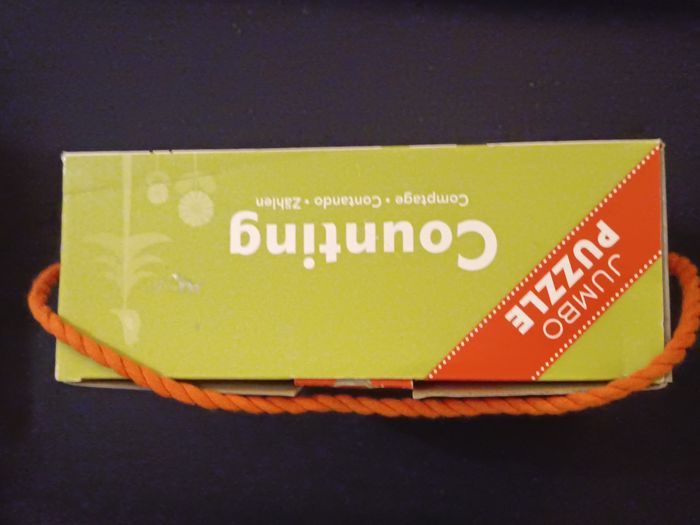 JUMBO
PUZZLE
Counting
Comptage • Contando • Zählen